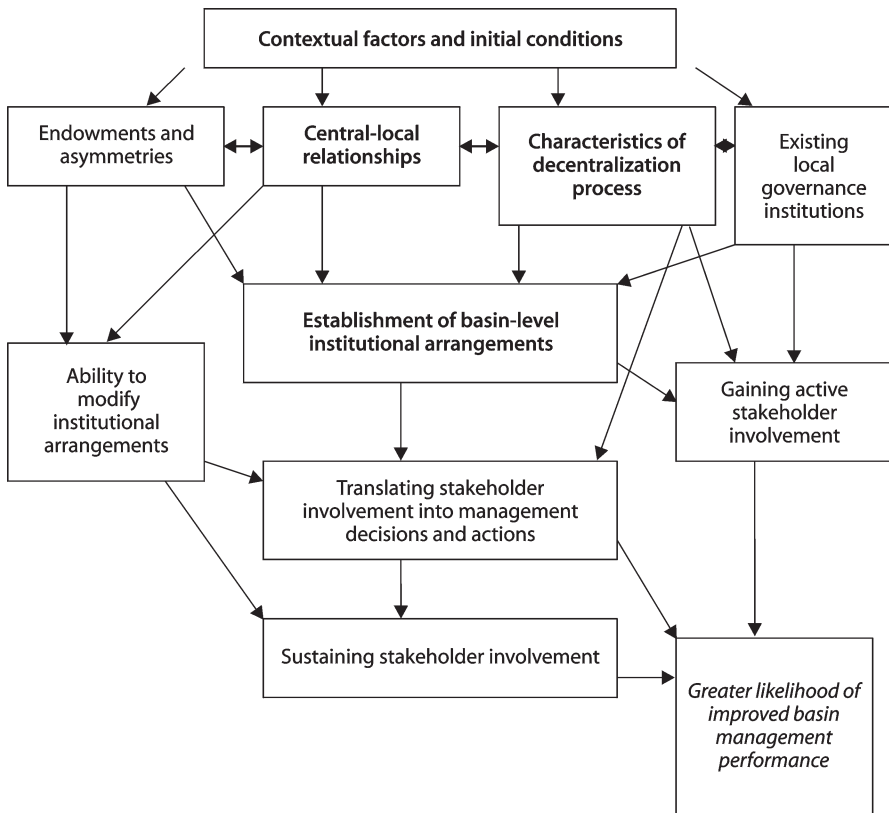 Contextual factors and initial conditions
Endowments and
asymmetries
Central-local
relationships
Characteristics of
decentralization
process
Existing
local
governance
institutions
Establishment of basin-level
institutional arrangements
Ability to
modify
institutional
arrangements
Gaining active
stakeholder
involvement
Translating stakeholder
involvement into management
decisions and actions
Sustaining stakeholder involvement
Greater likelihood of
improved basin
management
performance